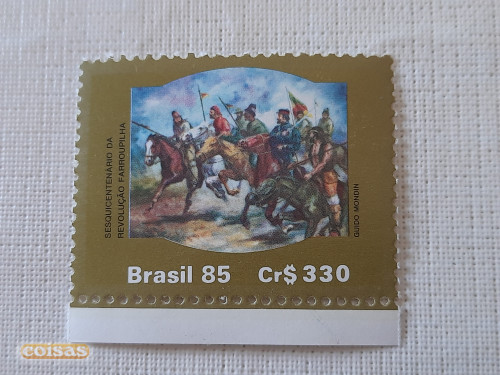 SESQUICENTENÁRIO DA
REVOLUÇÃO FARROUPILHA
GUIDO MONDIN
Brasil 85 Cr$ 330
coisas